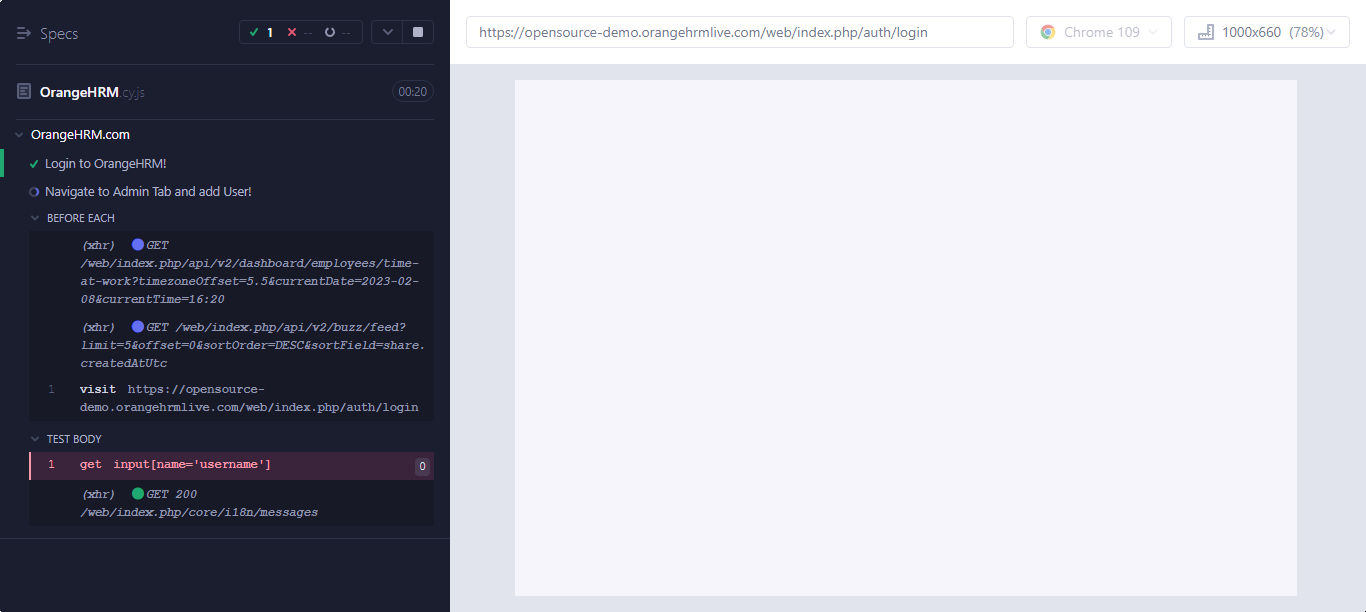 Specs
1 -- --
https://opensource-demo.orangehrmlive.com/web/index.php/auth/login
Chrome 109
1000x660 (78%)
OrangeHRM.cy.js
00:20
OrangeHRM.com
Login to OrangeHRM!
Navigate to Admin Tab and add User!
BEFORE EACH
(xhr) GET
/web/index.php/api/v2/dashboard/employees/time-
at-work?timezoneOffset=5.5&currentDate=2023-02-
08&currentTime=16:20
(xhr) GET /web/index.php/api/v2/buzz/feed?
limit=5&offset=0&sortOrder=DESC&sortField=share.
createdAtUtc
1 visit https://opensource-
demo.orangehrmlive.com/web/index.php/auth/login
TEST BODY
1 get input[name='username'] 0
(xhr) GET 200
/web/index.php/core/i18n/messages